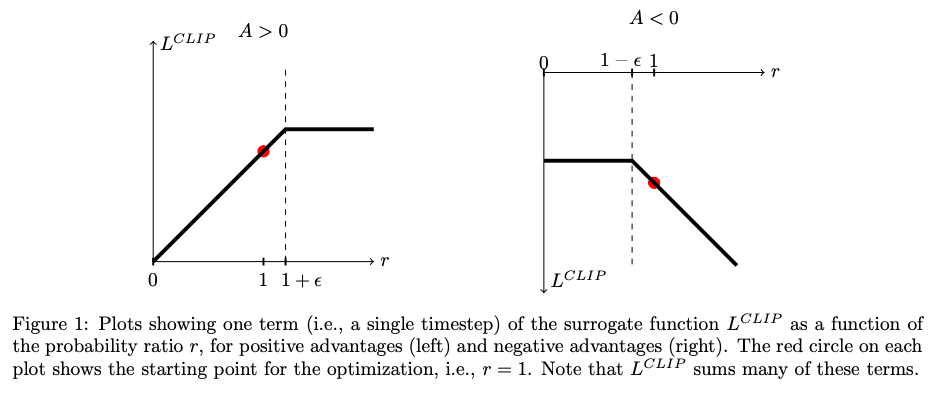 A > 0
L^{CLIP}
0
1
1 + ϵ
r
A < 0
0
1 − ϵ
1
r
L^{CLIP}
Figure 1: Plots showing one term (i.e., a single timestep) of the surrogate function L^{CLIP} as a function of
the probability ratio r, for positive advantages (left) and negative advantages (right). The red circle on each
plot shows the starting point for the optimization, i.e., r = 1. Note that L^{CLIP} sums many of these terms.